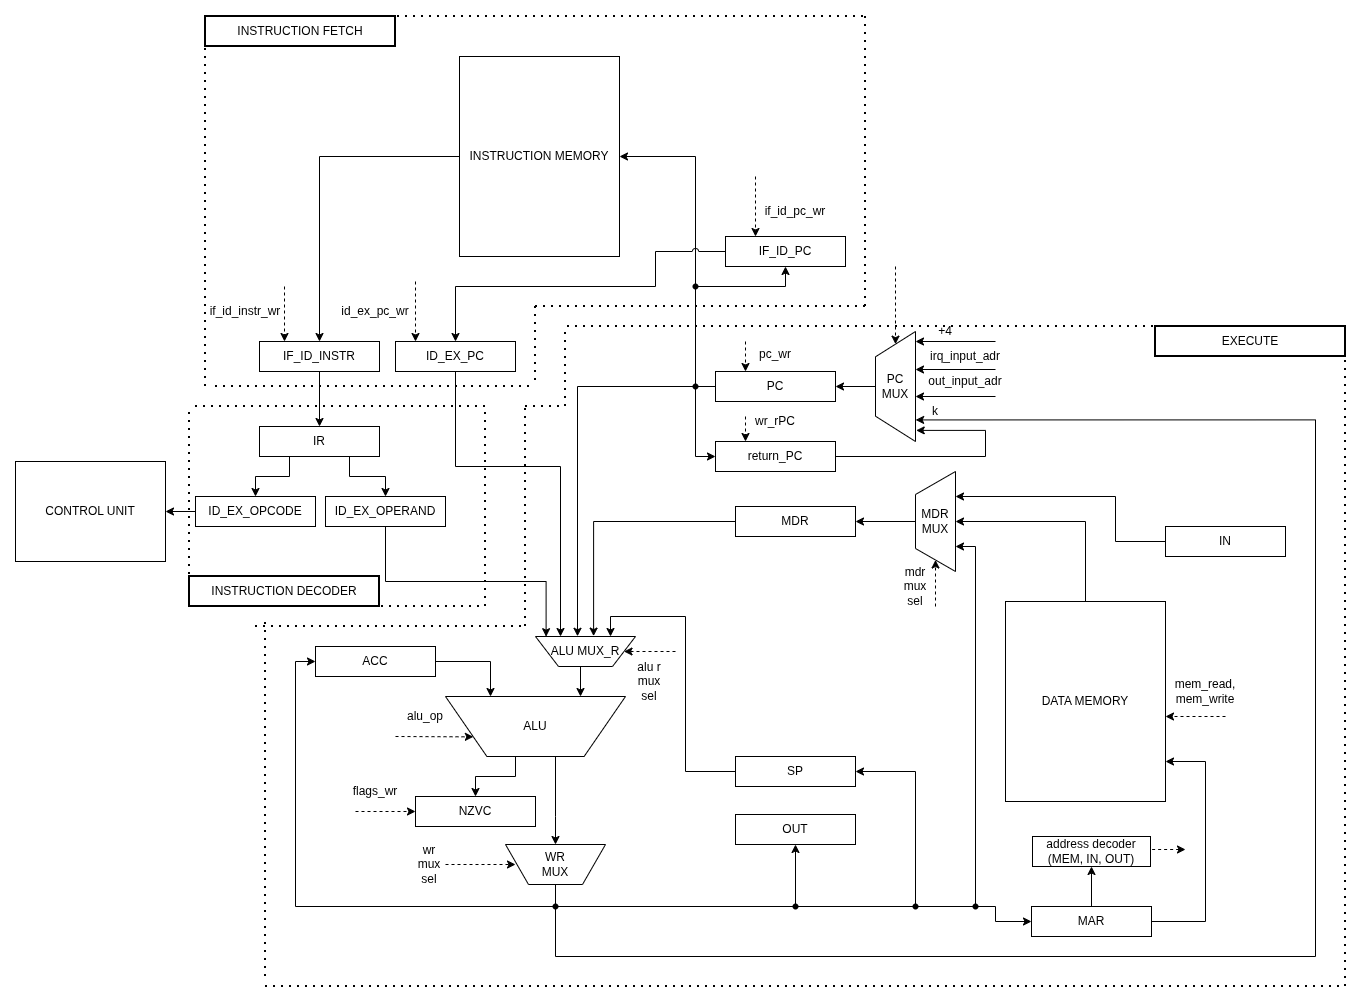 INSTRUCTION FETCH
INSTRUCTION MEMORY
if_id_pc_wr
IF_ID_PC
if_id_instr_wr
id_ex_pc_wr
IF_ID_INSTR
ID_EX_PC
EXECUTE
+4
irq_input_adr
out_input_adr
k
PC
MUX
pc_wr
PC
wr_rPC
return_PC
IR
CONTROL UNIT
ID_EX_OPCODE
ID_EX_OPERAND
INSTRUCTION DECODER
MDR
MDR
MUX
IN
mdr
mux
sel
ALU MUX_R
alu r
mux
sel
ACC
DATA MEMORY
mem_read,
mem_write
alu_op
ALU
SP
flags_wr
NZVC
OUT
wr
mux
sel
WR
MUX
address decoder
(MEM, IN, OUT)
MAR